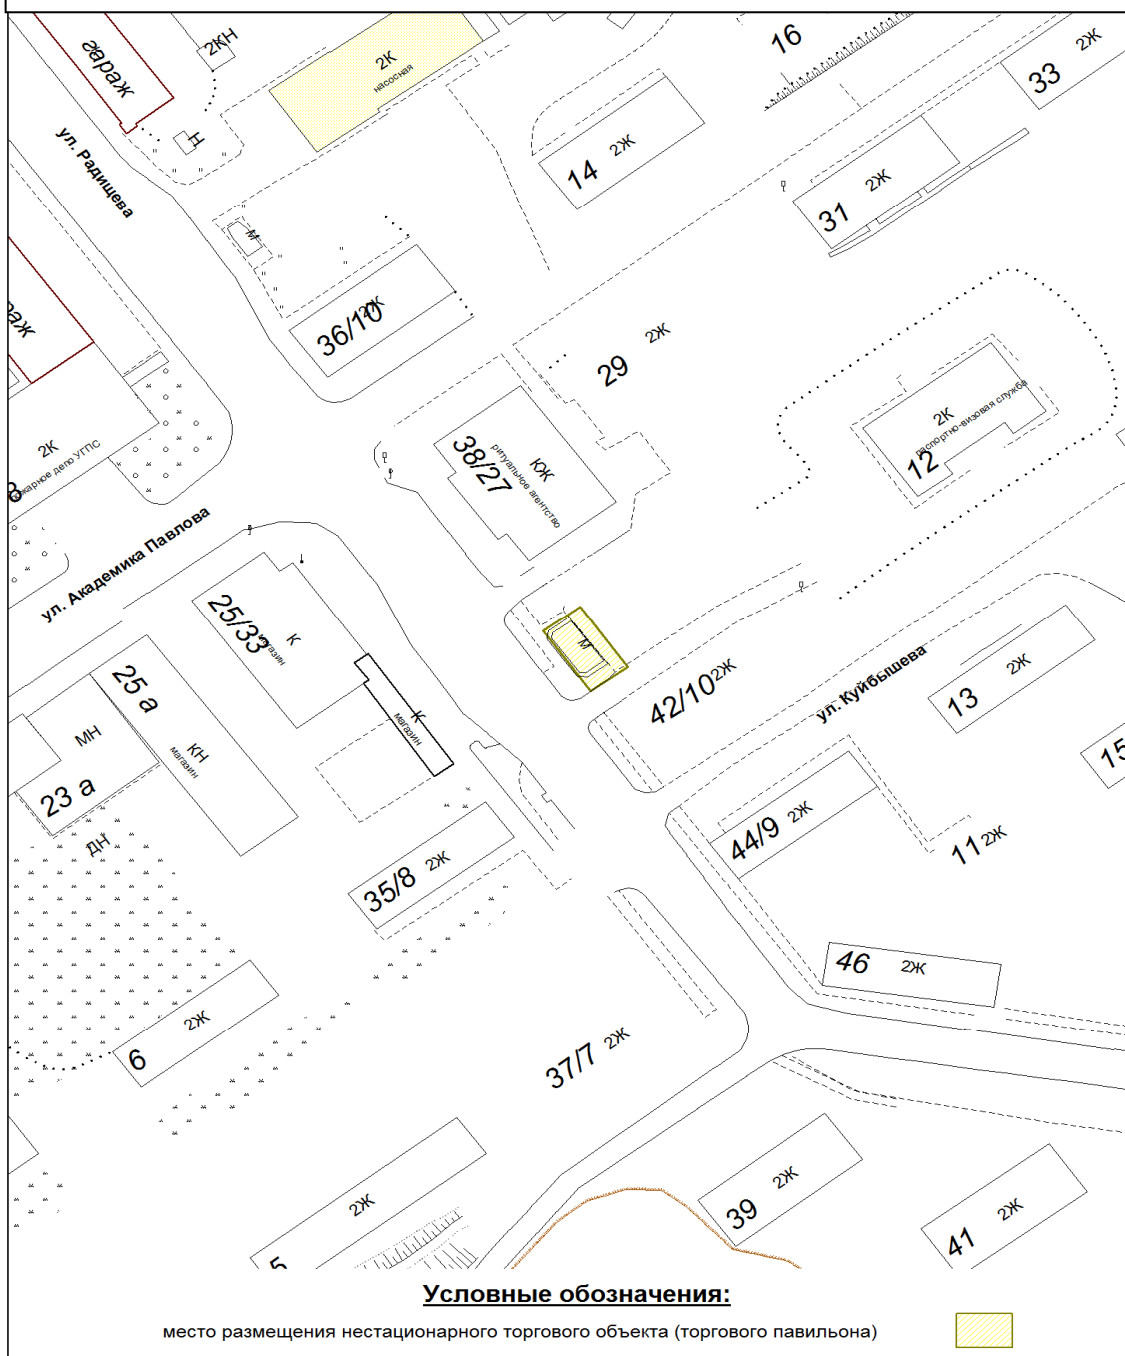 гараж
2КН
2К
насосная
16
2Ж
33
Н
ул. Радищева
14 2Ж
31 2Ж
М
36/10 2Ж
29 2Ж
2К
паспортно-визовая служба
12
38/27
КЖ
ритуальное агентство
2К
ул. Академика Павлова
25/33
К
магазин
М
К
магазин
25 а
КН
магазин
МН
23 а
ДН
42/10 2Ж
ул. Куйбышева
13 2Ж
15
44/9 2Ж
11 2Ж
35/8 2Ж
46 2Ж
6 2Ж
37/7 2Ж
2Ж
5
39 2Ж
41 2Ж
Условные обозначения:
место размещения нестационарного торгового объекта (торгового павильона)